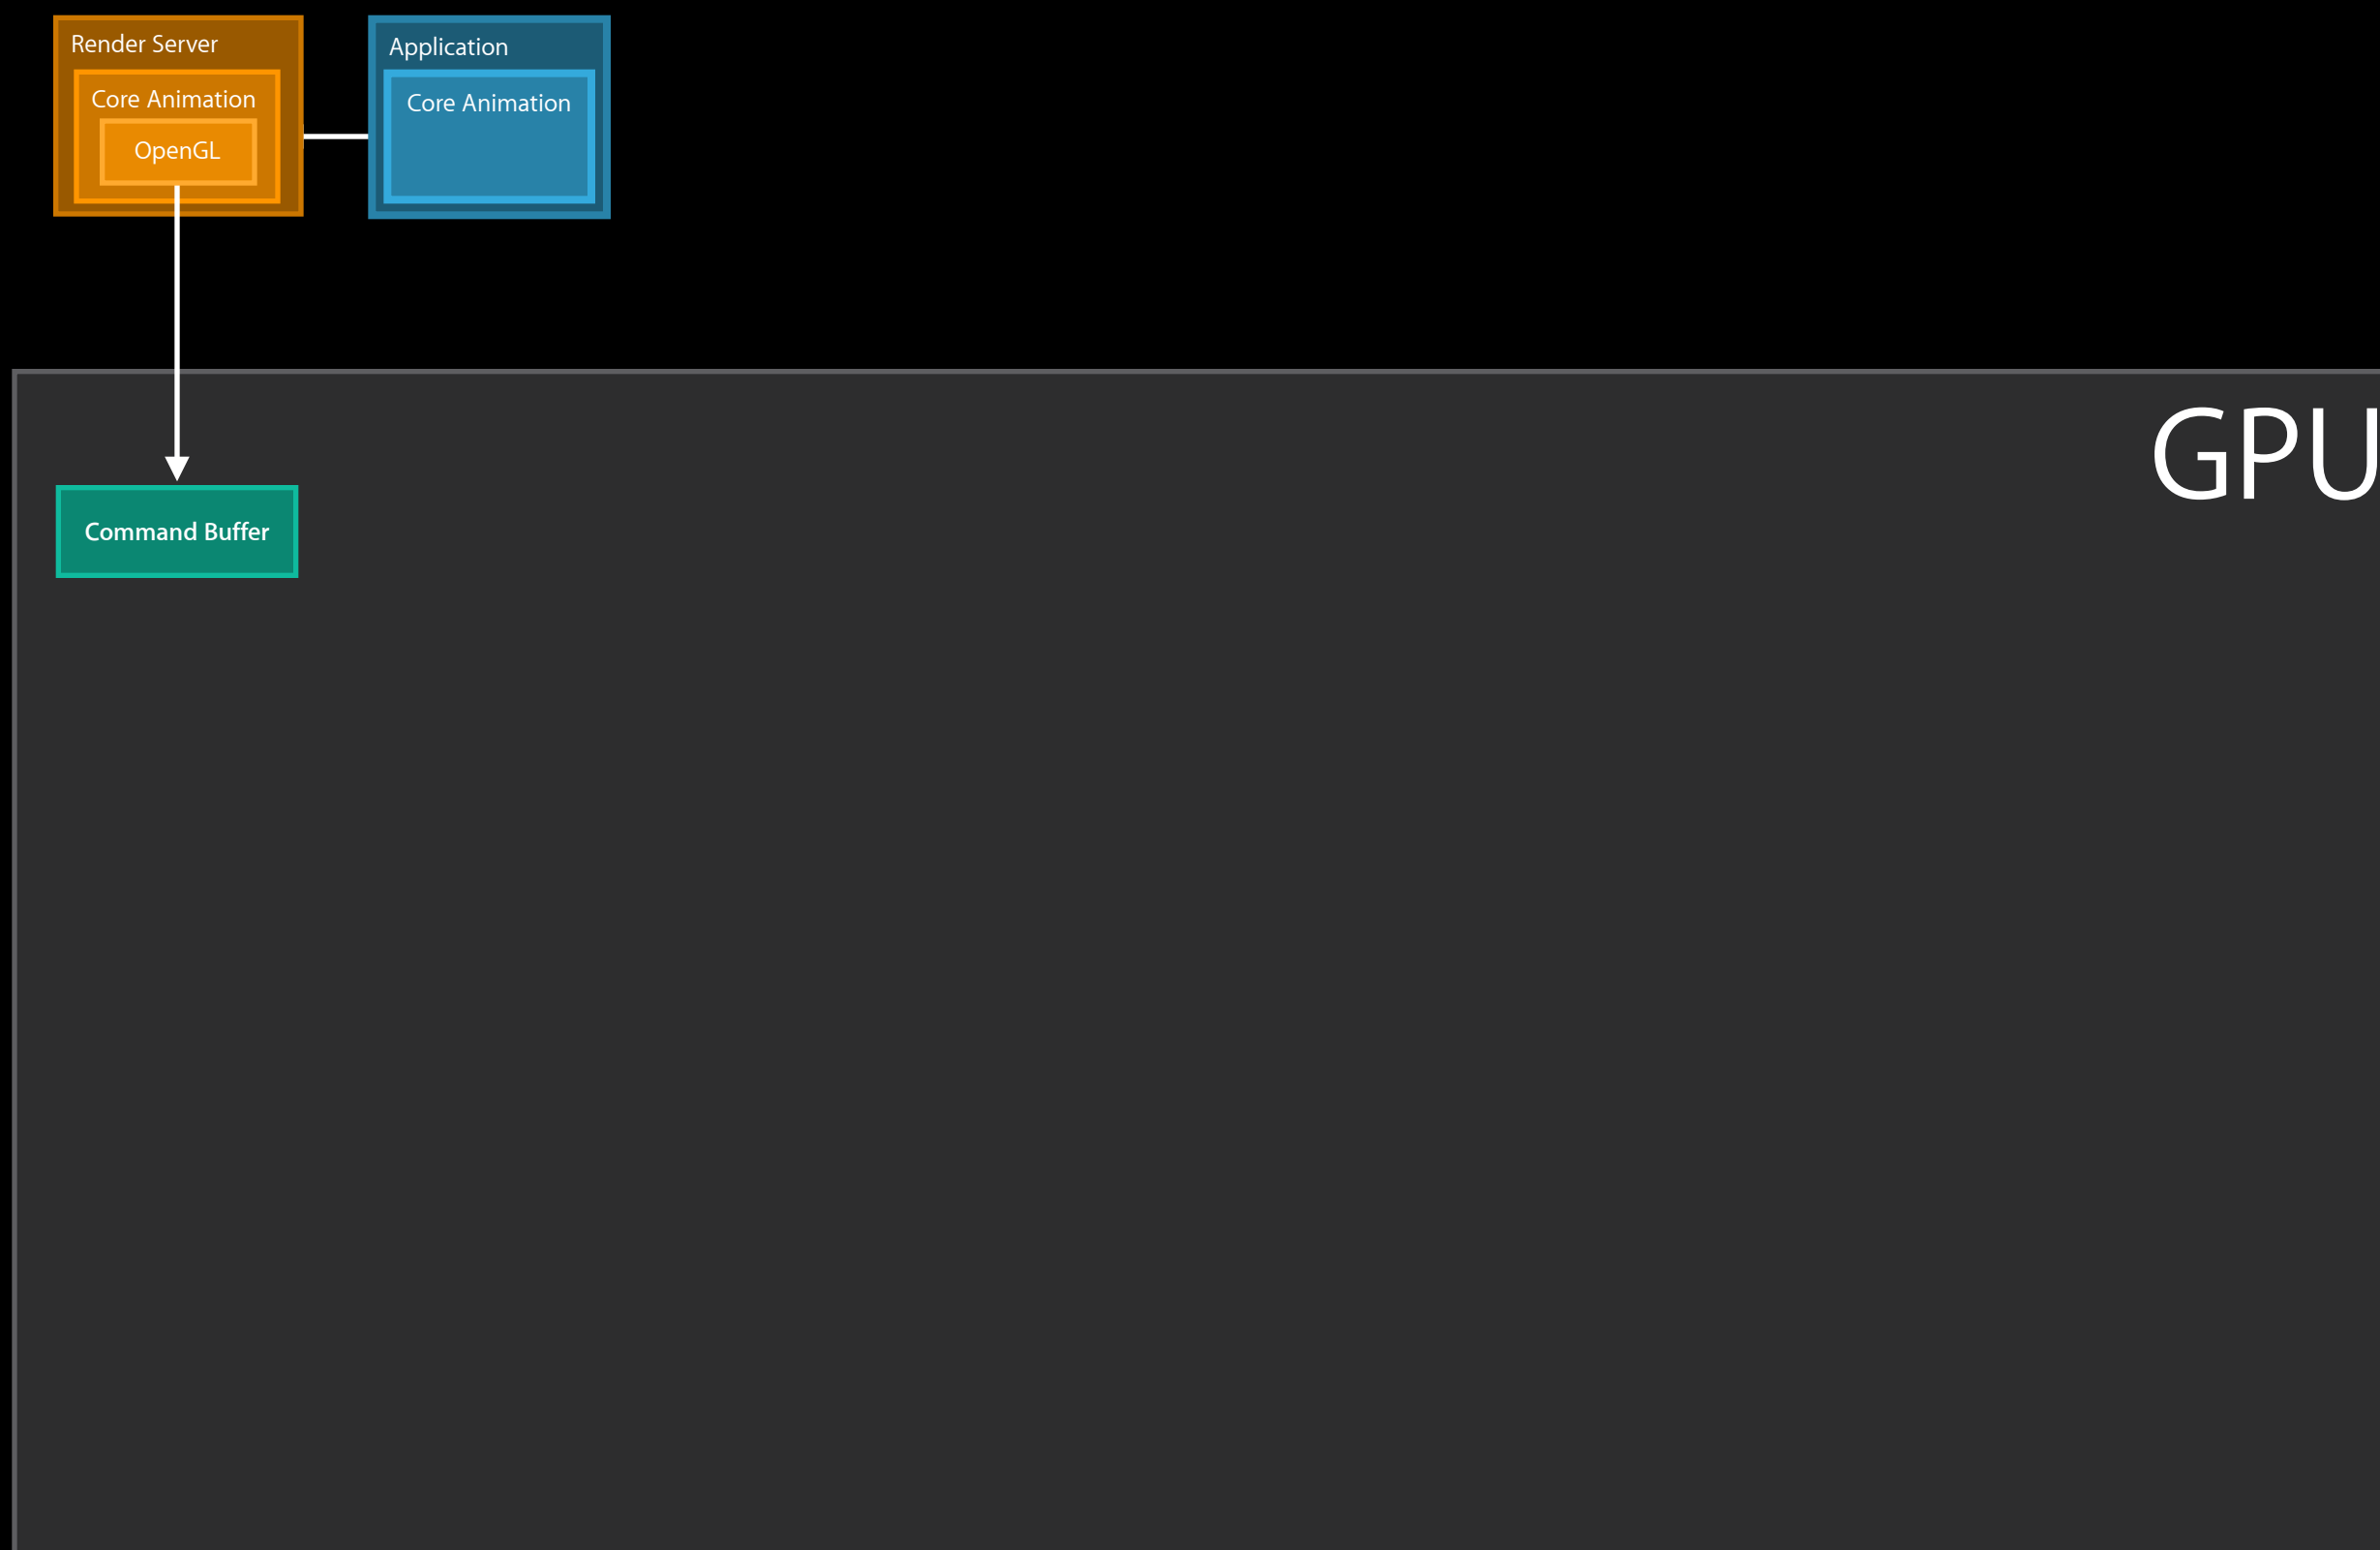 Render Server
Core Animation
OpenGL
Application
Core Animation
GPU
Command Buffer